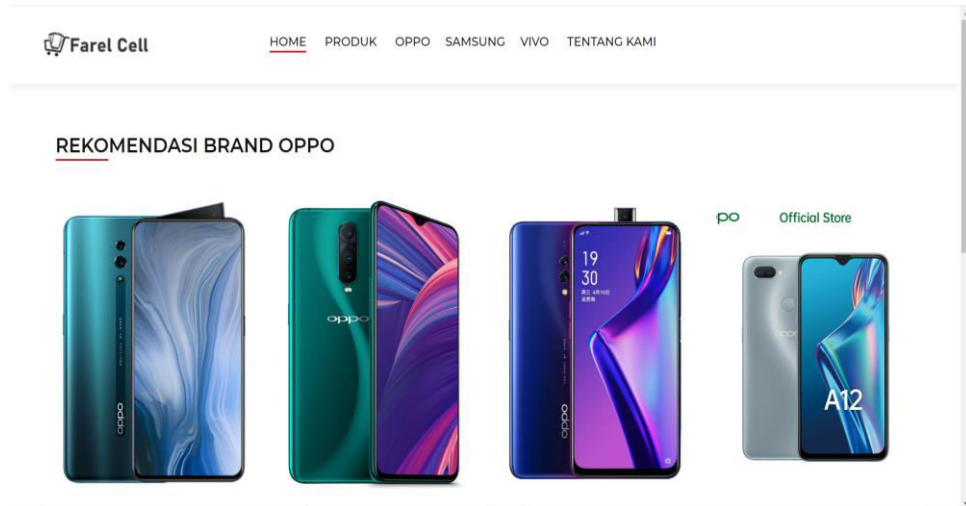 Farel Cell
HOME PRODUK OPPO SAMSUNG VIVO TENTANG KAMI
REKOMENDASI BRAND OPPO
po Official Store
19
30
oppo
oppo
oppo
A12